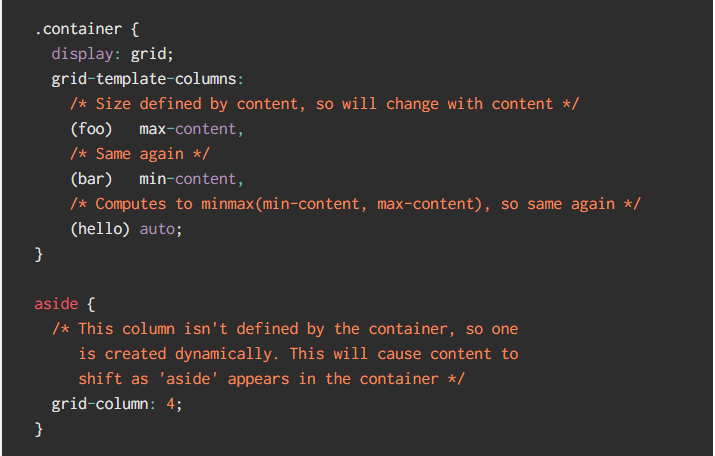 .container {
  display: grid;
  grid-template-columns:
    /* Size defined by content, so will change with content */
    (foo)   max-content,
    /* Same again */
    (bar)   min-content,
    /* Computes to minmax(min-content, max-content), so same again */
    (hello) auto;
}

aside {
  /* This column isn't defined by the container, so one
     is created dynamically. This will cause content to
     shift as 'aside' appears in the container */
  grid-column: 4;
}